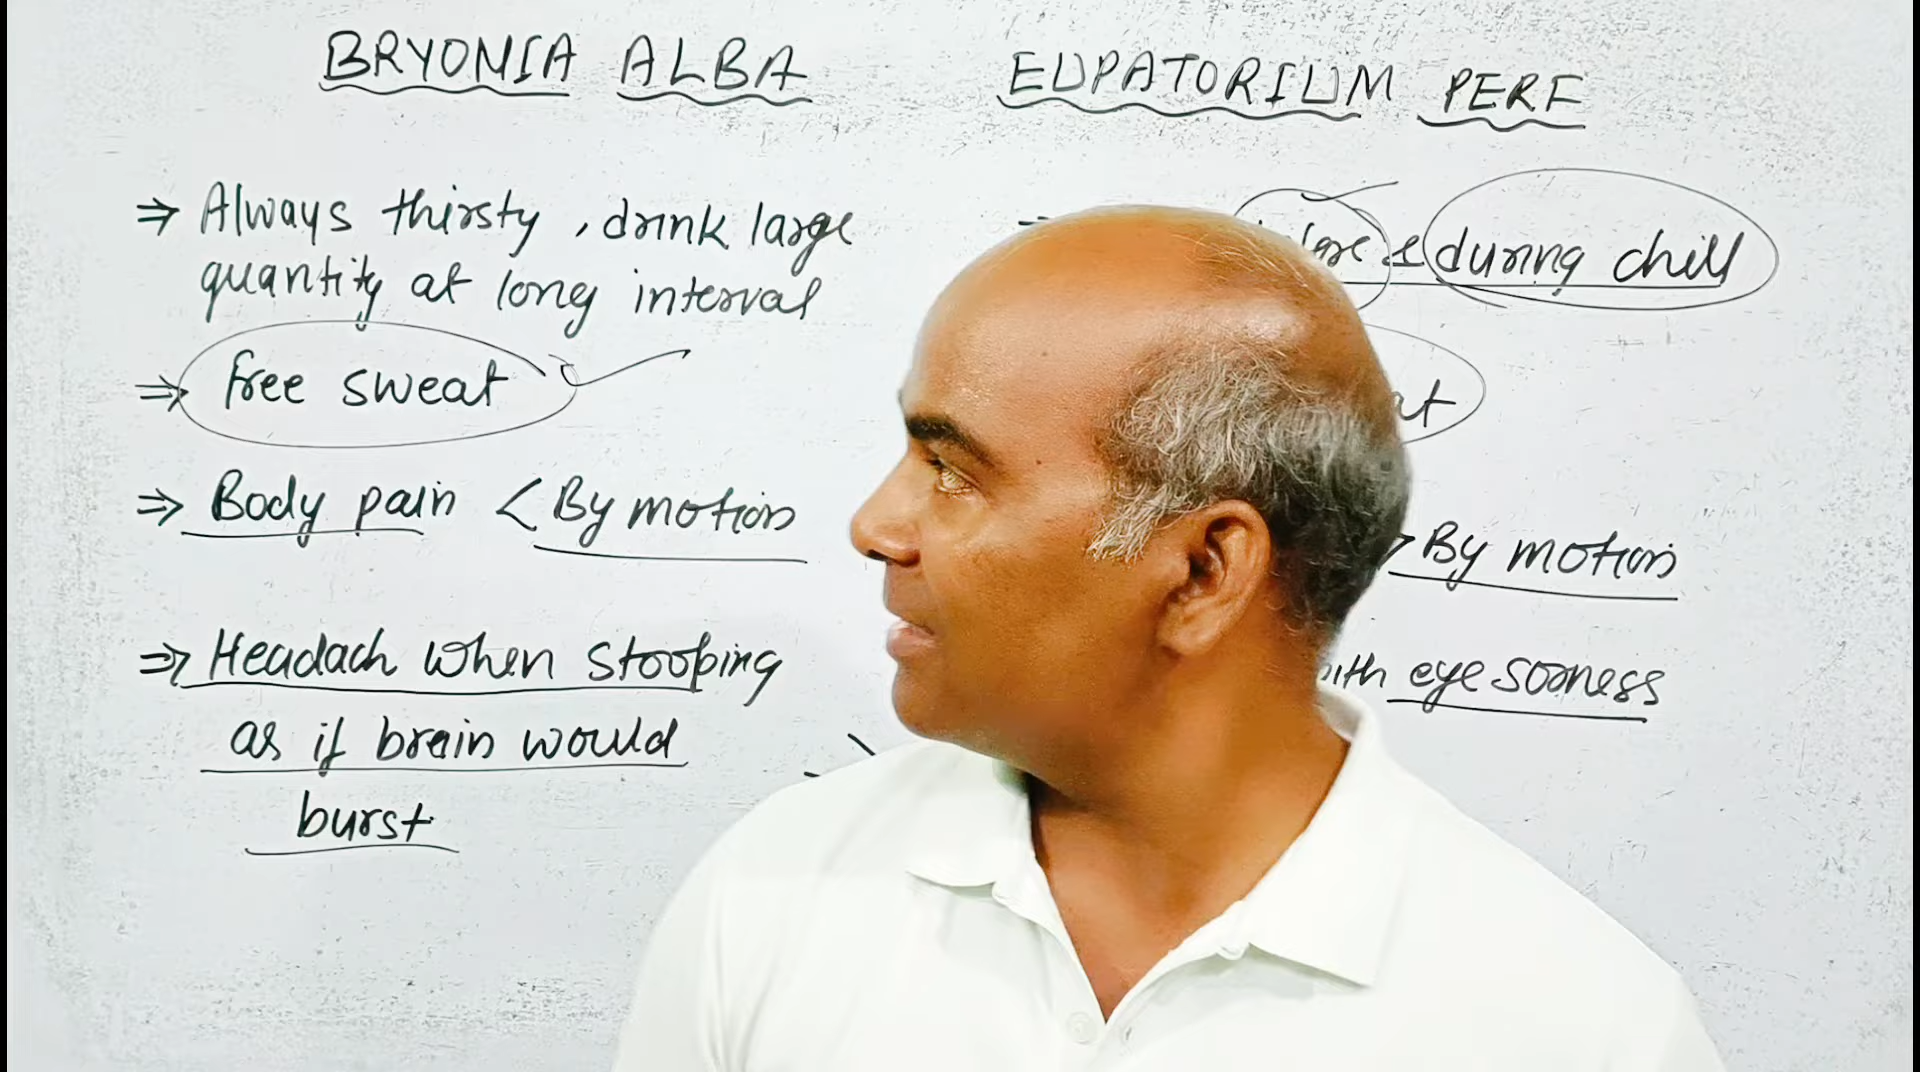 BRYONIA ALBA
⇒ Always thirsty, drink large
quantity at long interval
⇒ free sweat
⇒ Body pain < By motion
⇒ Headach when stooping
as if brain would
burst
EUPATORIUM PERF
& during chill
> By motion
eye sorness